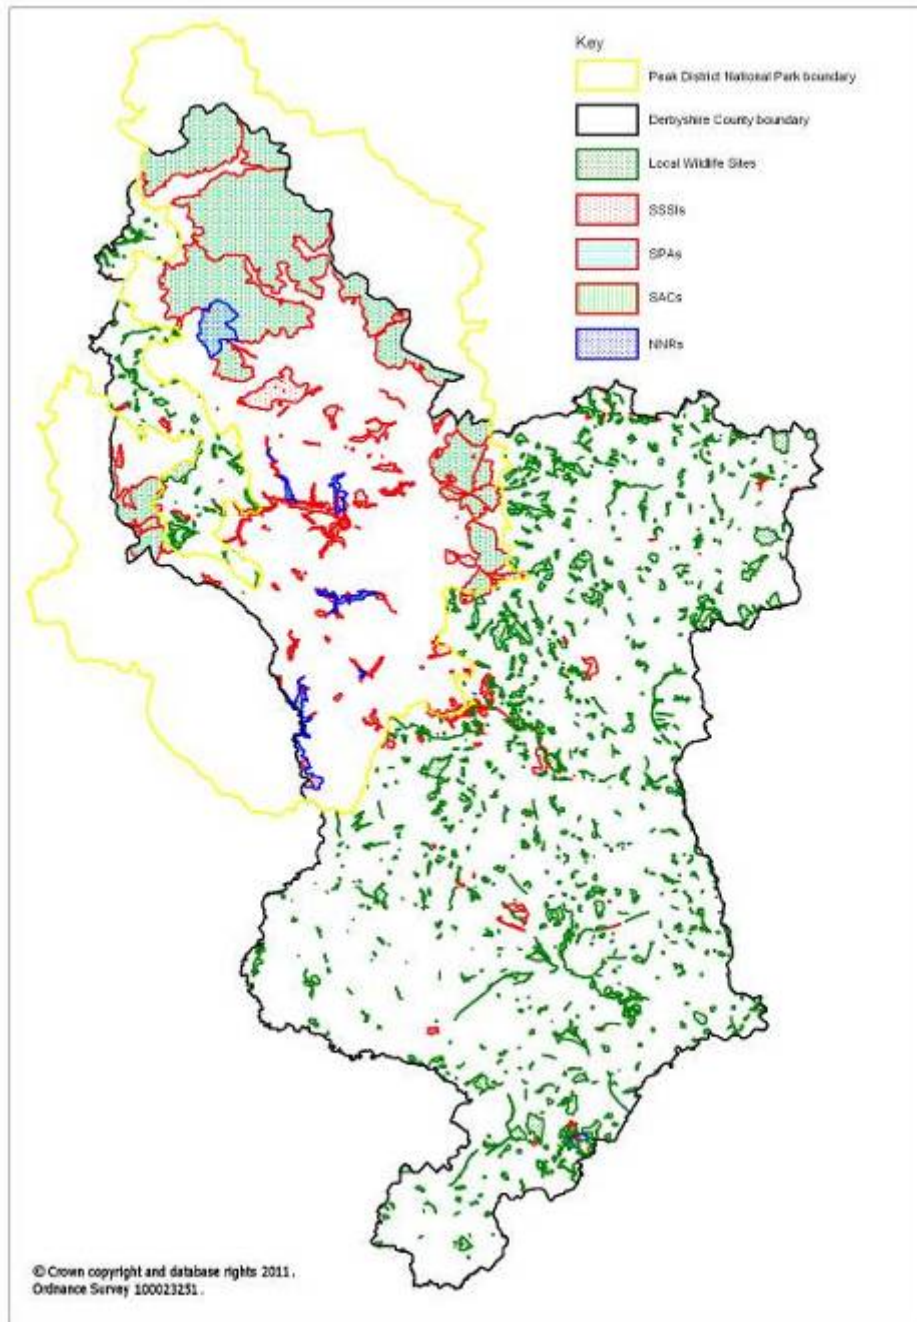 Key
Peak District National Park boundary
Derbyshire County boundary
Local Wildlife Sites
SSSIs
SPAs
SACs
NNRs
© Crown copyright and database rights 2011.
Ordnance Survey 100023251.